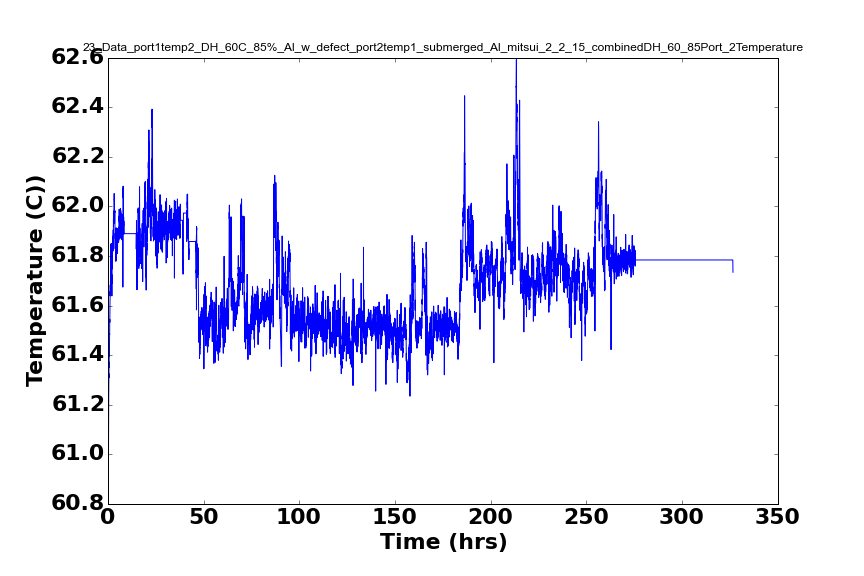 23_Data_port1temp2_DH_60C_85%_Al_w_defect_port2temp1_submerged_Al_mitsui_2_2_15_combinedDH_60_85Port_2Temperature
62.6
62.4
62.2
62.0
61.8
61.6
61.4
61.2
61.0
60.8
Temperature (C))
0 50 100 150 200 250 300 350
Time (hrs)